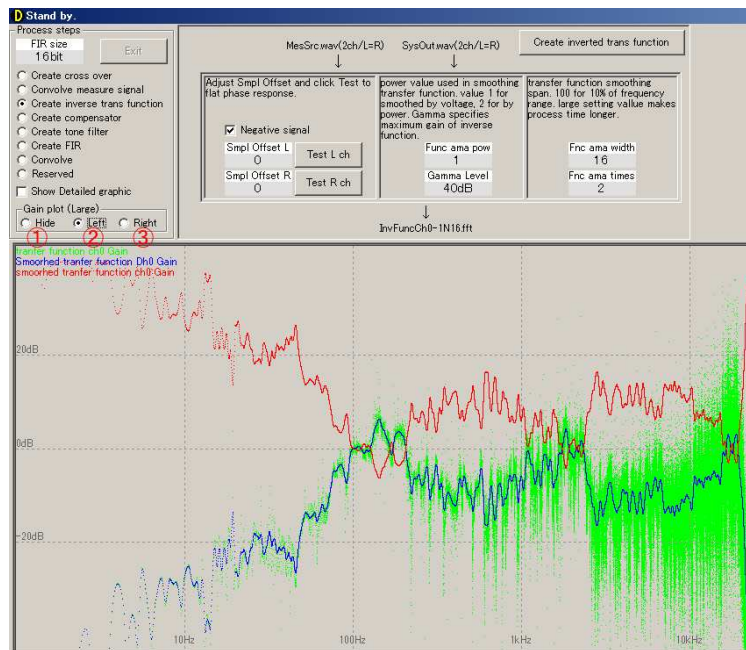 D Stand by.
Process steps
FIR size
16bit
Exit
Create cross over
Convolve measure signal
Create inverse trans function
Create compensator
Create tone filter
Create FIR
Convolve
Reserved
Show Detailed graphic
Gain plot (Large)
Hide
Left
Right
① ② ③
MesSrc.wav(2ch/L=R)
SysOut.wav(2ch/L=R)
Create inverted trans function
↓ ↓
Adjust Smpl Offset and click Test to
flat phase response.
Negative signal
Smpl Offset L
0
Test L ch
Smpl Offset R
0
Test R ch
power value used in smoothing
transfer function. value 1 for
smoothed by voltage, 2 for by
power. Gamma specifies
maximum gain of inverse
function.
Func ama pow
1
Gamma Level
40dB
transfer function smoothing
span. 100 for 10% of frequency
range. large setting vallue makes
process time longer.
Fnc ama width
16
Fnc ama times
2
↓
InvFuncCh0-1N16.fft
tranfer function ch0 Gain
Smoorhed tranfer function Dh0 Gain
smoorhed tranfer function ch0 Gain
20dB
0dB
-20dB
10Hz
100Hz
1kHz
10kHz